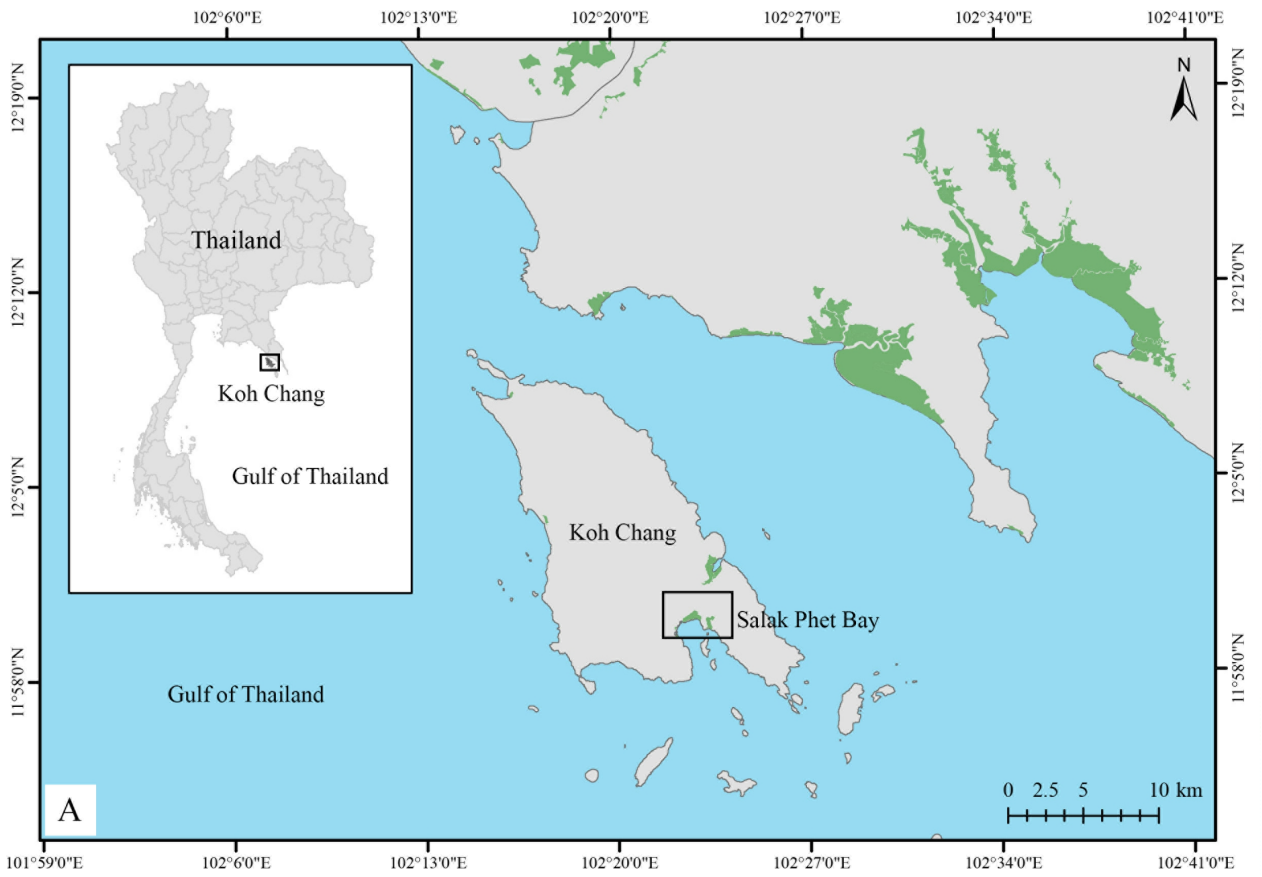 102°6'0"E 102°13'0"E 102°20'0"E 102°27'0"E 102°34'0"E 102°41'0"E
N
12°19'0"N 12°19'0"N
Thailand
12°12'0"N 12°12'0"N
Koh Chang
Gulf of Thailand
12°5'0"N 12°5'0"N
Koh Chang
Salak Phet Bay
11°58'0"N 11°58'0"N
Gulf of Thailand
0 2.5 5 10 km
A
101°59'0"E 102°6'0"E 102°13'0"E 102°20'0"E 102°27'0"E 102°34'0"E 102°41'0"E